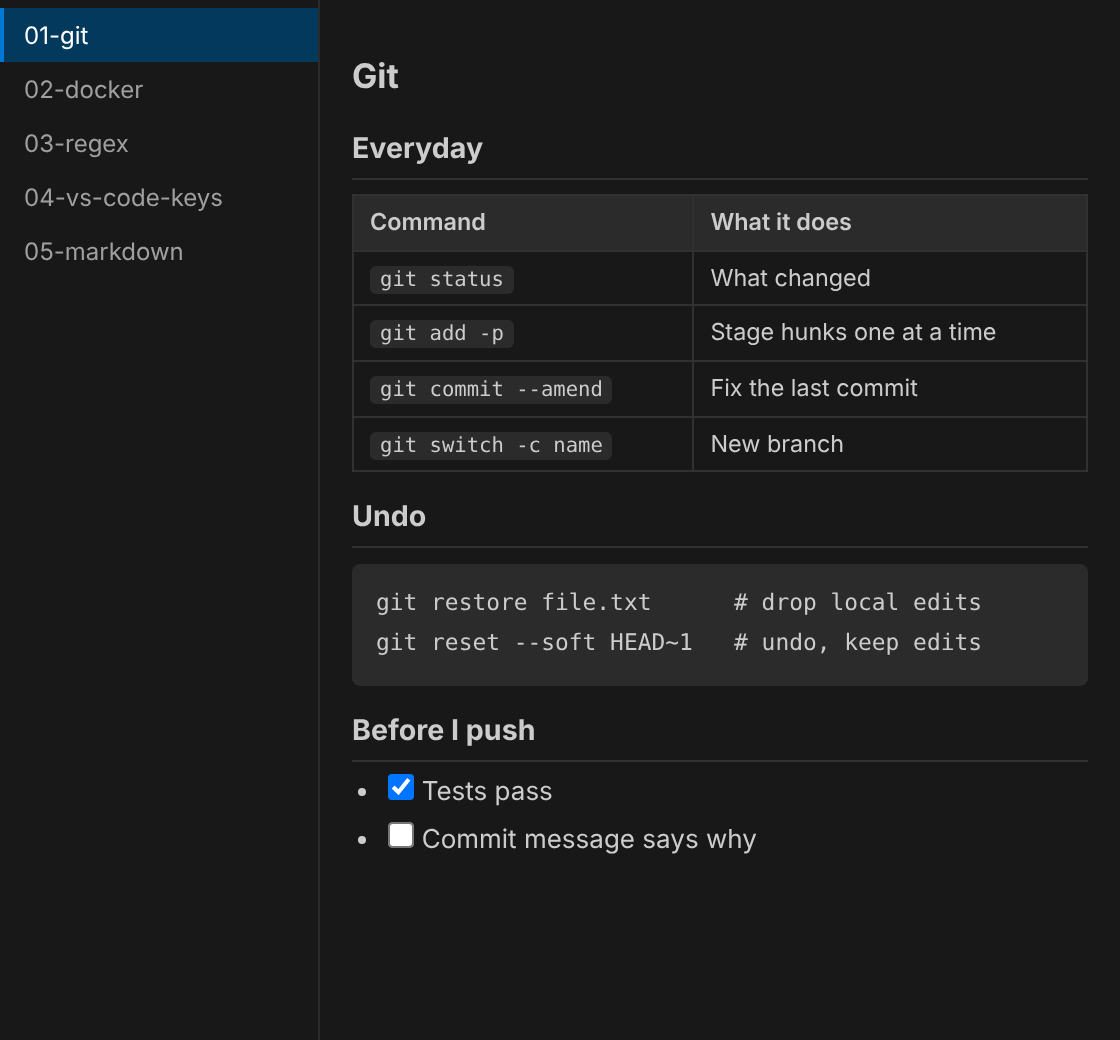 01-git
02-docker
03-regex
04-vs-code-keys
05-markdown
Git
Everyday
Command What it does
git status What changed
git add -p Stage hunks one at a time
git commit --amend Fix the last commit
git switch -c name New branch
Undo
git restore file.txt      # drop local edits
git reset --soft HEAD~1   # undo, keep edits
Before I push
Tests pass
Commit message says why